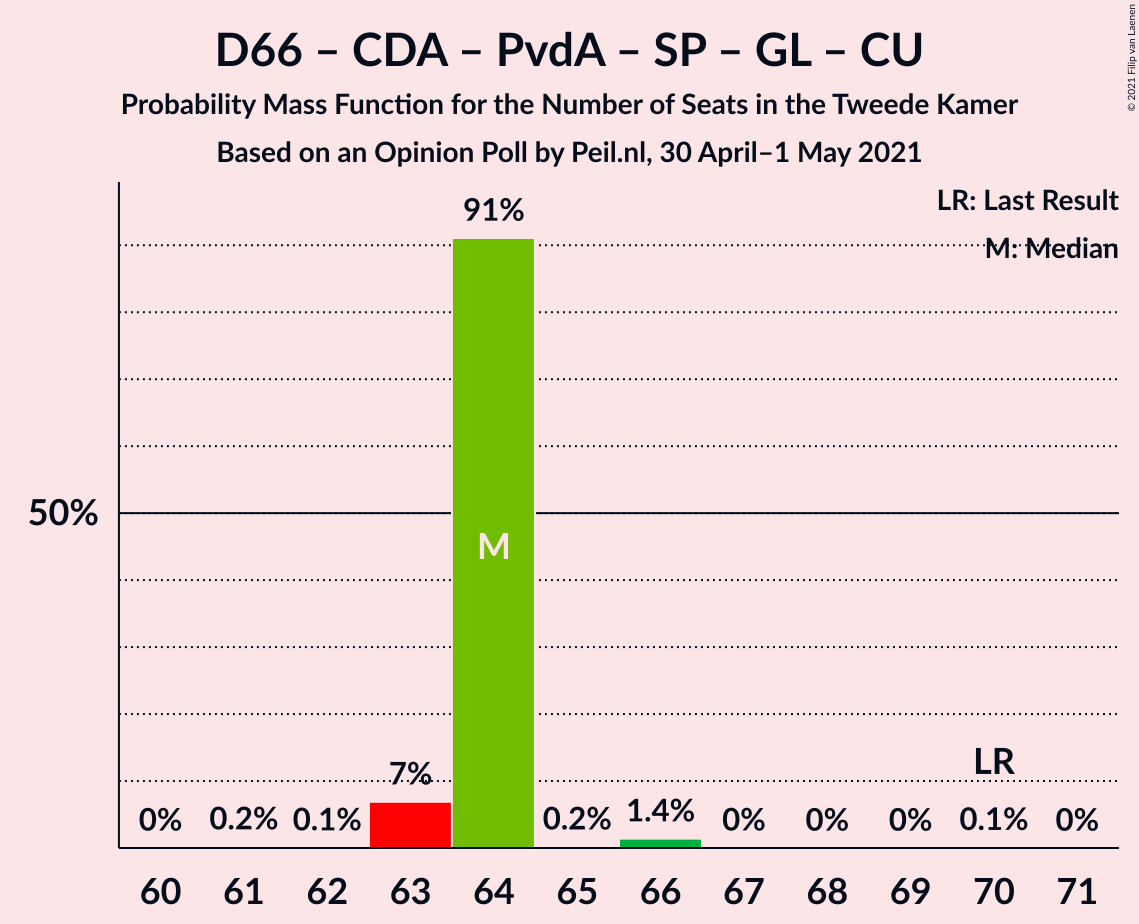 D66 – CDA – PvdA – SP – GL – CU
Probability Mass Function for the Number of Seats in the Tweede Kamer
Based on an Opinion Poll by Peil.nl, 30 April–1 May 2021
© 2021 Filip van Laenen
LR: Last Result
M: Median
91%
50%
M
7%
LR
0% 0.2% 0.1% 0.2% 1.4% 0% 0% 0% 0.1% 0%
60 61 62 63 64 65 66 67 68 69 70 71